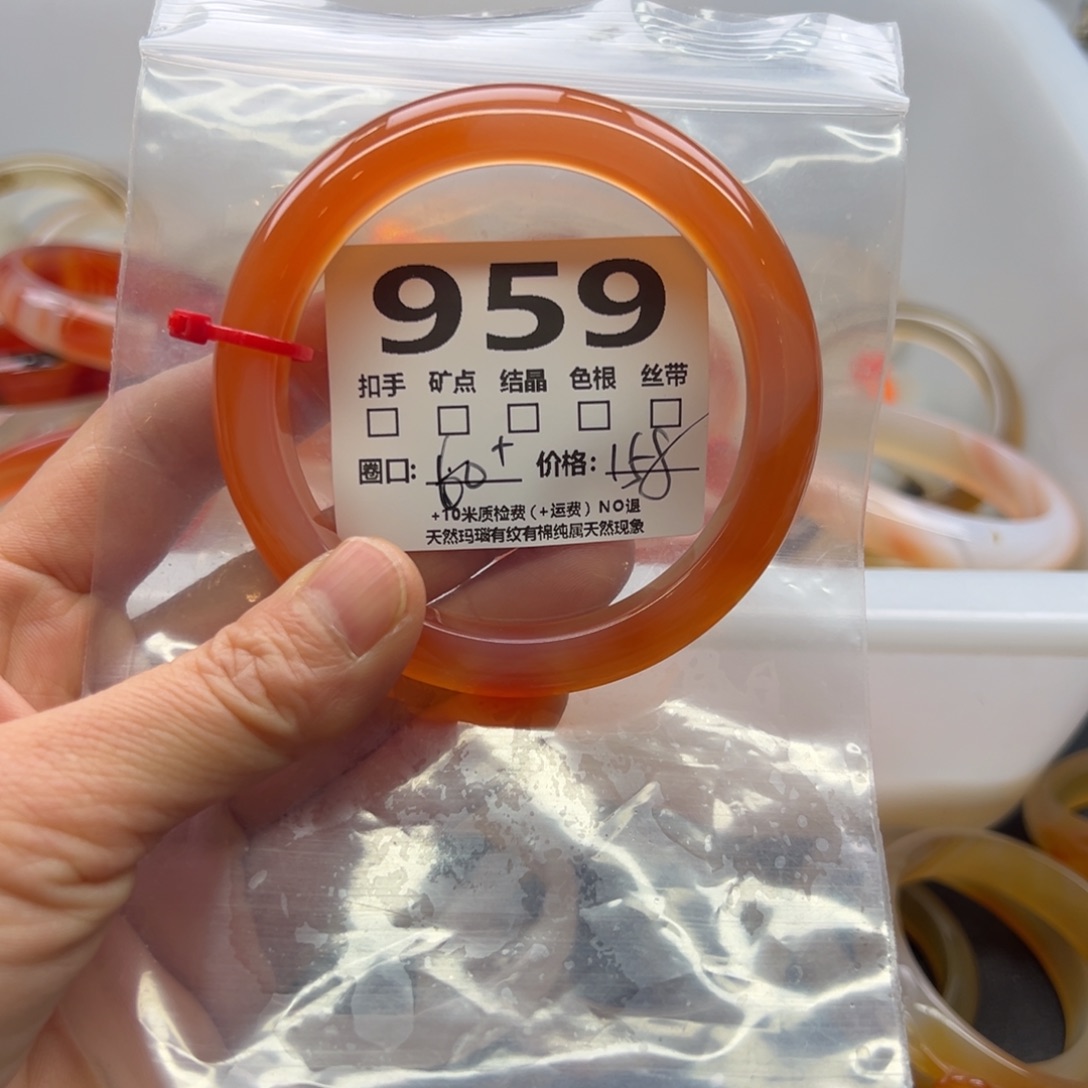 959
扣手 矿点 结晶 色根 丝带
□ □ □ □ □
圈口: 60+ 价格: 158
+10米质检费（+运费）NO退
天然玛瑙有纹有棉纯属天然现象